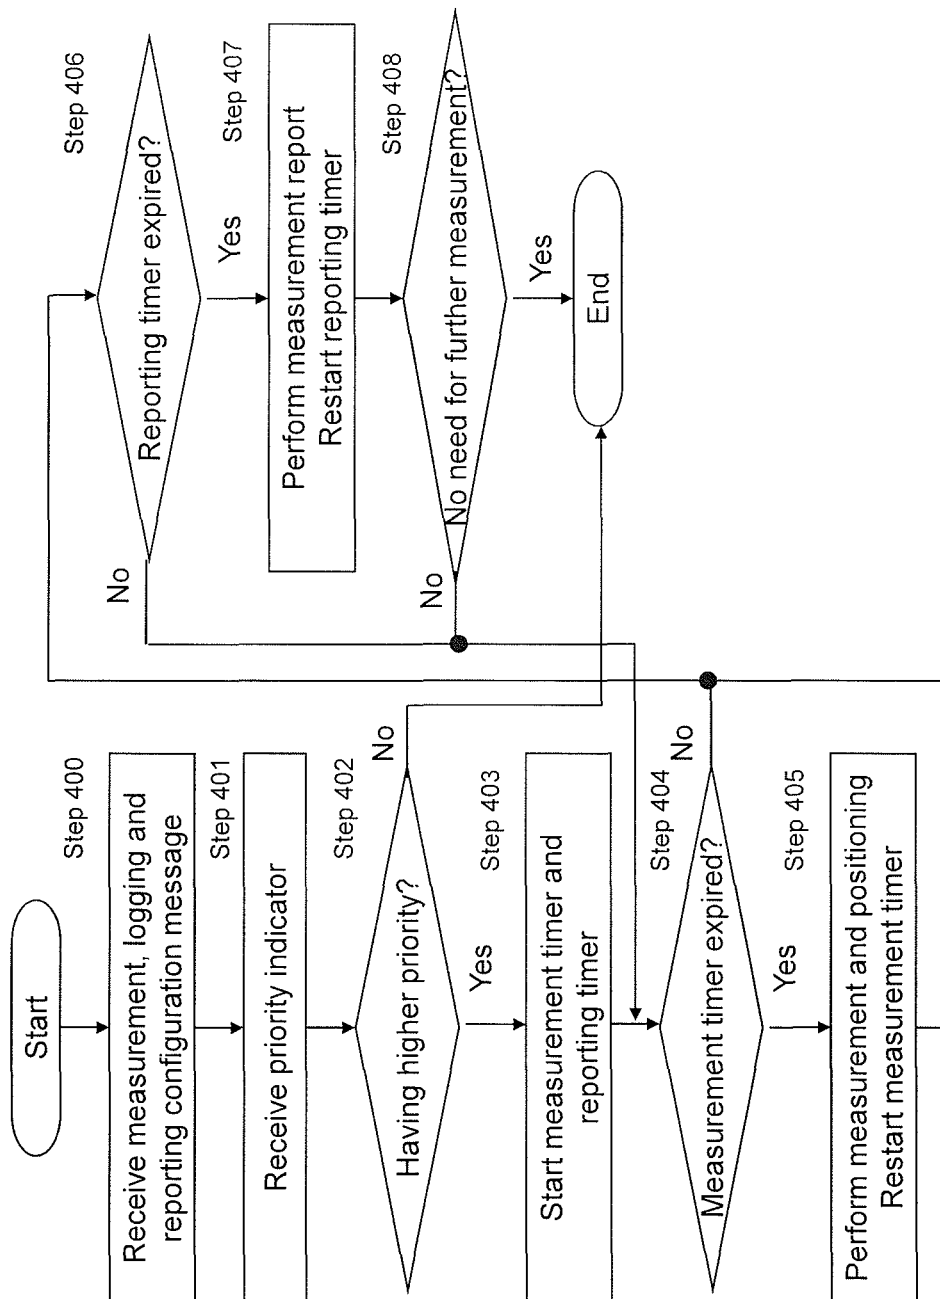 Start
Step 400
Receive measurement, logging and
reporting configuration message
Step 401
Receive priority indicator
Step 402
Having higher priority?
No
Yes
Step 403
Start measurement timer and
reporting timer
Step 404
Measurement timer expired?
No
Yes
Step 405
Perform measurement and positioning
Restart measurement timer
Step 406
Reporting timer expired?
No
Yes
Step 407
Perform measurement report
Restart reporting timer
Step 408
No need for further measurement?
No
Yes
End